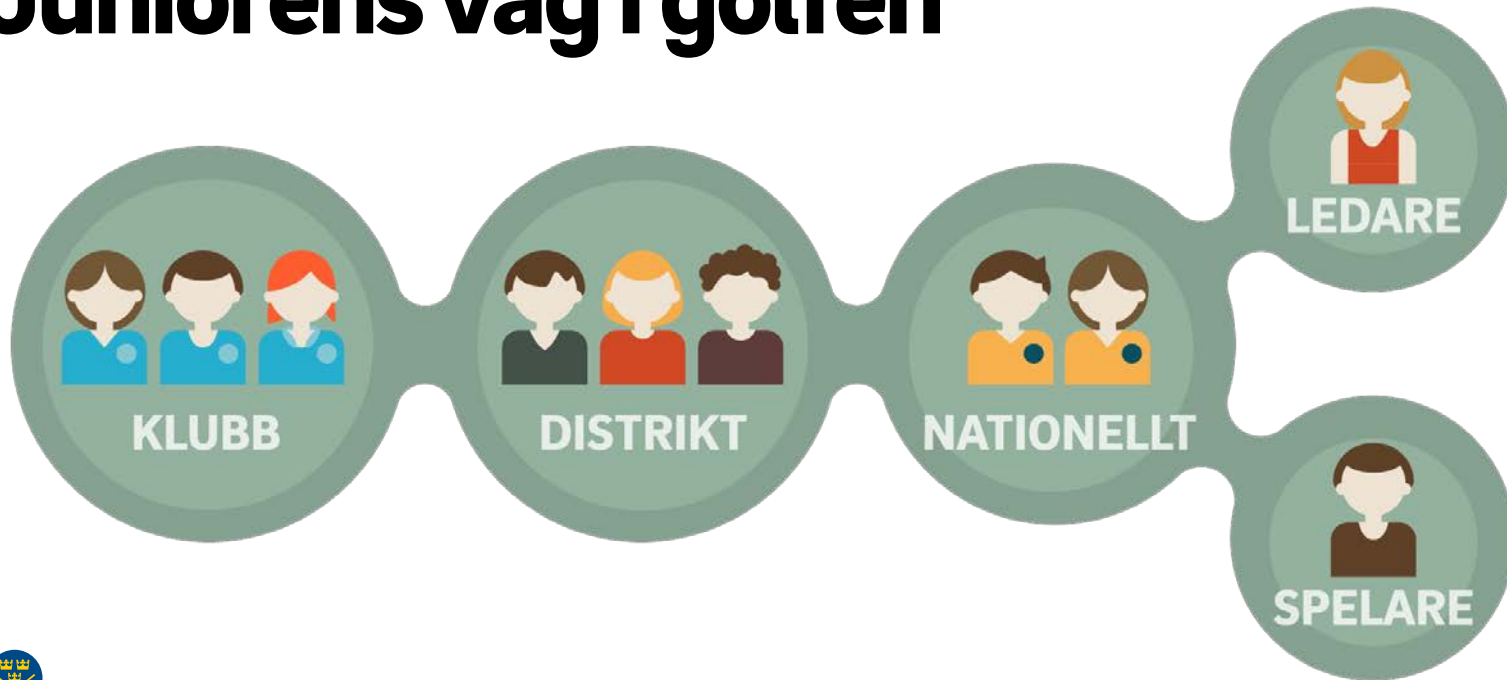 Juniorens väg i golfen
KLUBB
DISTRIKT
NATIONELLT
LEDARE
SPELARE